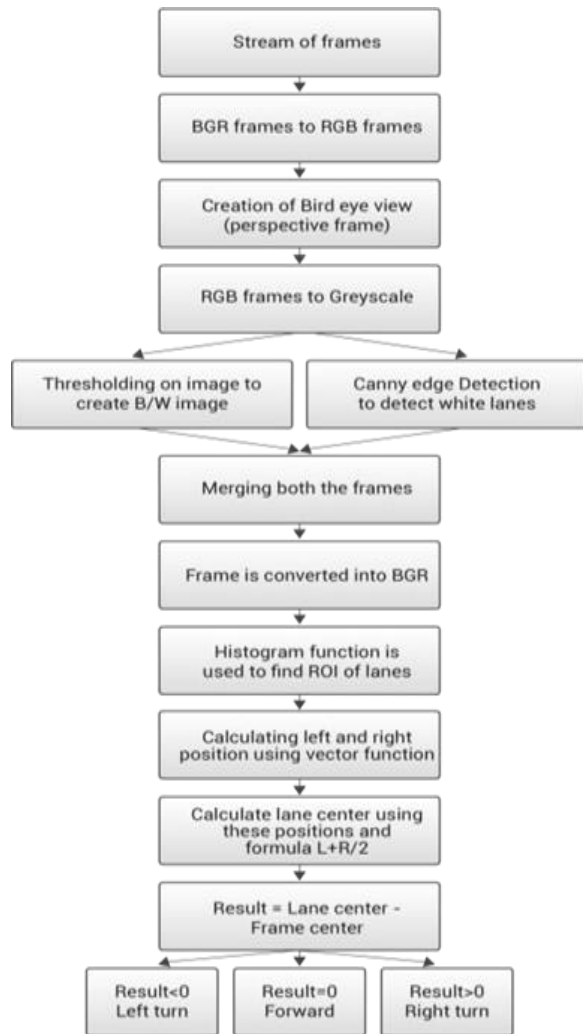 Stream of frames
BGR frames to RGB frames
Creation of Bird eye view
(perspective frame)
RGB frames to Greyscale
Thresholding on image to
create B/W image
Canny edge Detection
to detect white lanes
Merging both the frames
Frame is converted into BGR
Histogram function is
used to find ROI of lanes
Calculating left and right
position using vector function
Calculate lane center using
these positions and
formula L+R/2
Result = Lane center -
Frame center
Result<0
Left turn
Result=0
Forward
Result>0
Right turn